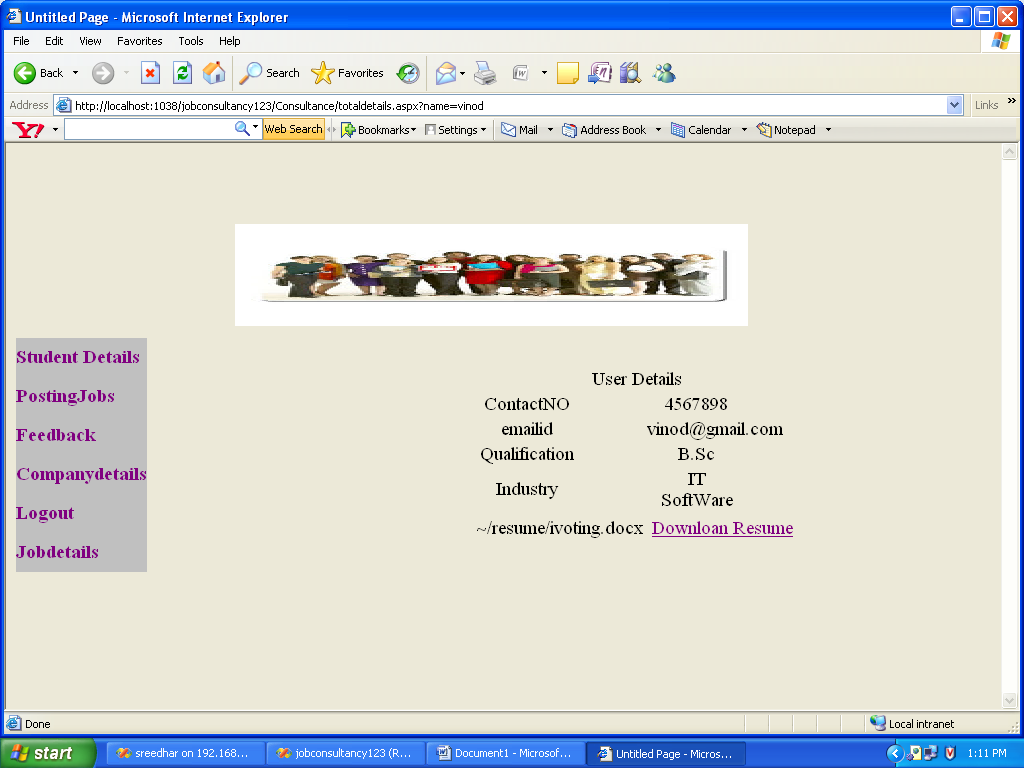 Untitled Page - Microsoft Internet Explorer
File Edit View Favorites Tools Help
Back Search Favorites
Address http://localhost:1038/jobconsultancy123/Consultance/totaldetails.aspx?name=vinod Links »
Y! Web Search Bookmarks Settings Mail Address Book Calendar Notepad
Student Details
PostingJobs
Feedback
Companydetails
Logout
Jobdetails
User Details
ContactNO 4567898
emailid vinod@gmail.com
Qualification B.Sc
Industry IT
SoftWare
~/resume/ivoting.docx Downloan Resume
Done Local intranet
start sreedhar on 192.168... jobconsultancy123 (R... Document1 - Microsof... Untitled Page - Micros... 1:11 PM